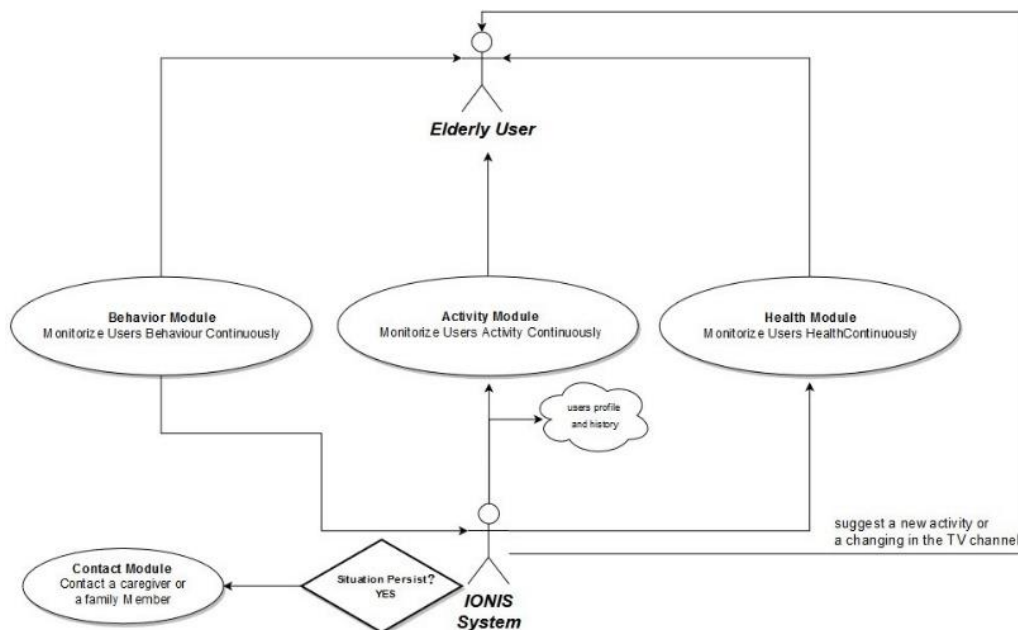 Elderly User
Behavior Module
Monitorize Users Behaviour Continuously
Activity Module
Monitorize Users Activity Continuously
Health Module
Monitorize Users HealthContinuously
users profile
and history
suggest a new activity or
a changing in the TV channel
Contact Module
Contact a caregiver or
a family Member
Situation Persist?
YES
IONIS
System